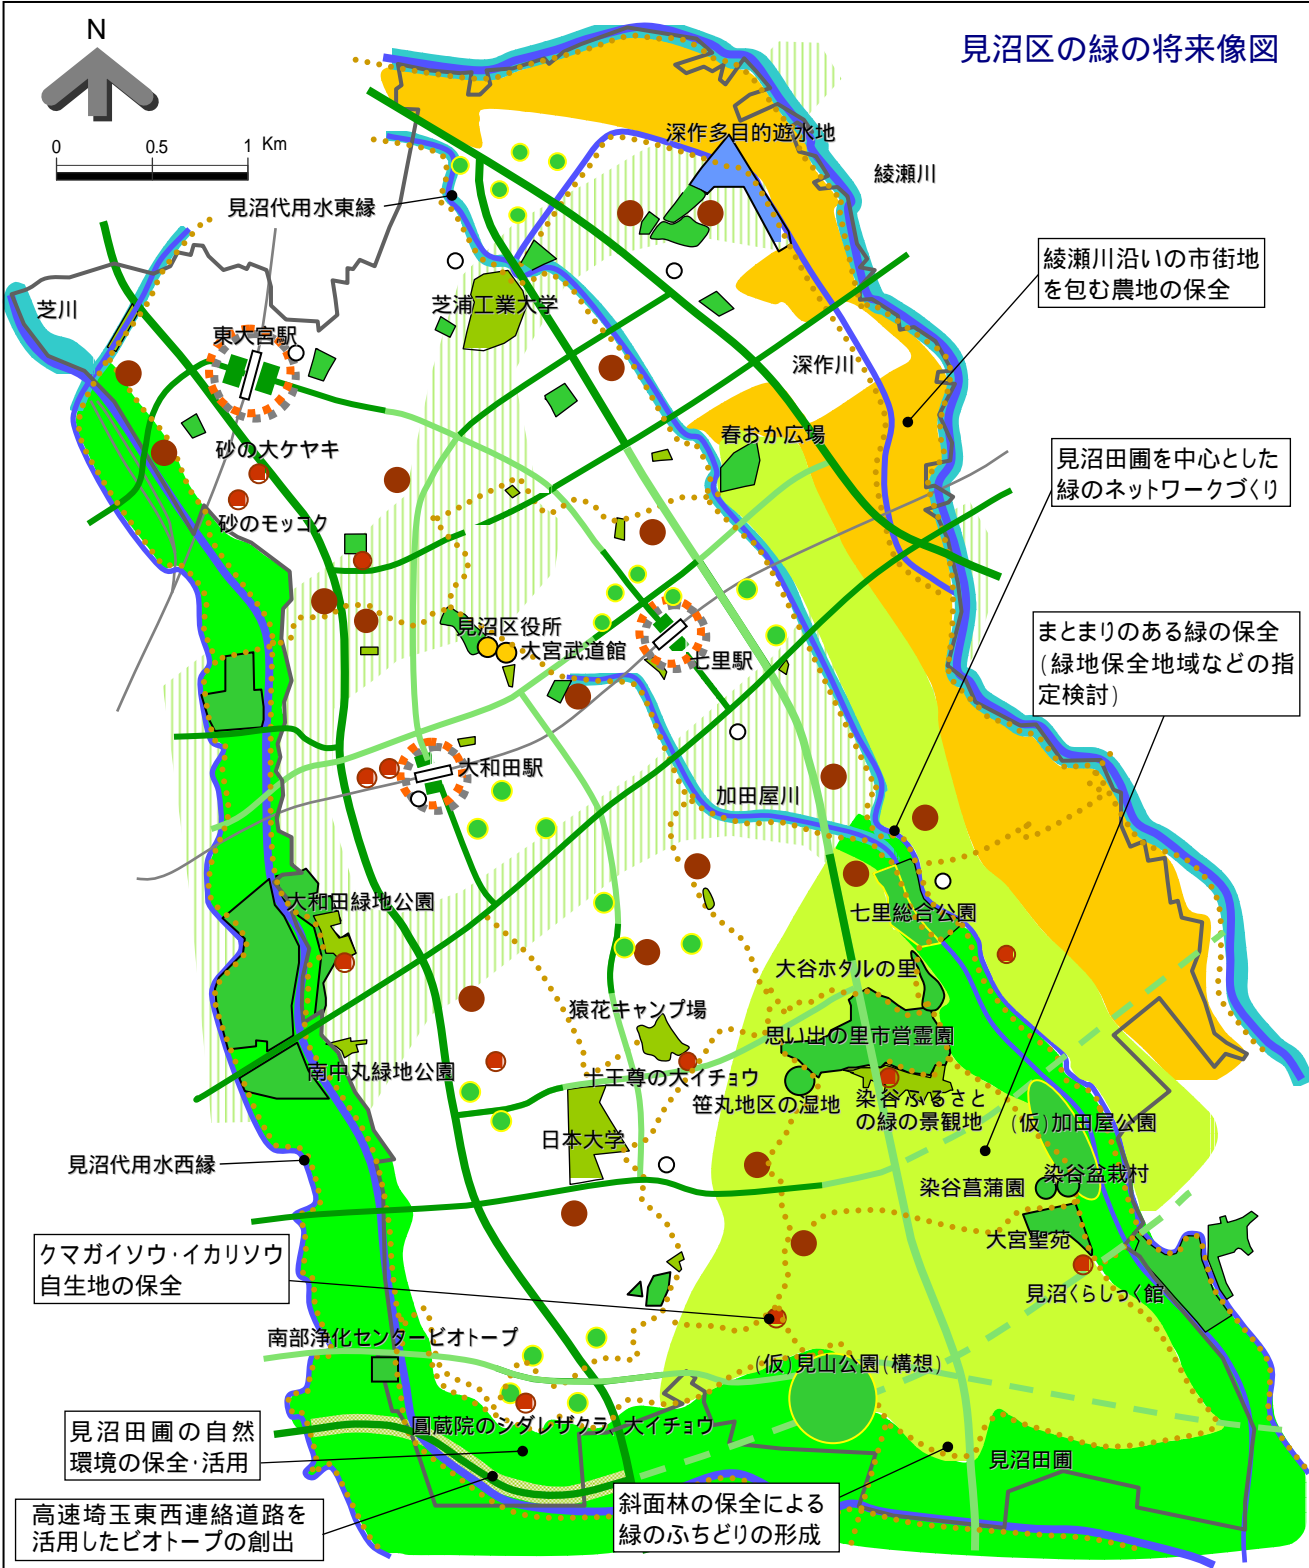 見沼区の緑の将来像図
N
0 0.5 1 Km
深作多目的遊水地
綾瀬川
見沼代用水東縁
綾瀬川沿いの市街地
を包む農地の保全
芝川
芝浦工業大学
東大宮駅
深作川
春おか広場
砂の大ケヤキ
見沼田圃を中心とした
緑のネットワークづくり
砂のモッコク
見沼区役所
大宮武道館
七里駅
まとまりのある緑の保全
(緑地保全地域などの指
定検討)
大和田駅
加田屋川
大和田緑地公園
七里総合公園
大谷ホタルの里
猿花キャンプ場
思い出の里市営霊園
南中丸緑地公園
十王尊の大イチョウ
笹丸地区の湿地
染谷ふるさと
の緑の景観地
(仮)加田屋公園
日本大学
見沼代用水西縁
染谷菖蒲園
染谷盆栽村
大宮聖苑
クマガイソウ・イカリソウ
自生地の保全
見沼くらしっく館
南部浄化センタービオトープ
(仮)見山公園(構想)
見沼田圃の自然
環境の保全・活用
圓蔵院のシダレザクラ、大イチョウ
見沼田圃
高速埼玉東西連絡道路を
活用したビオトープの創出
斜面林の保全による
緑のふちどりの形成